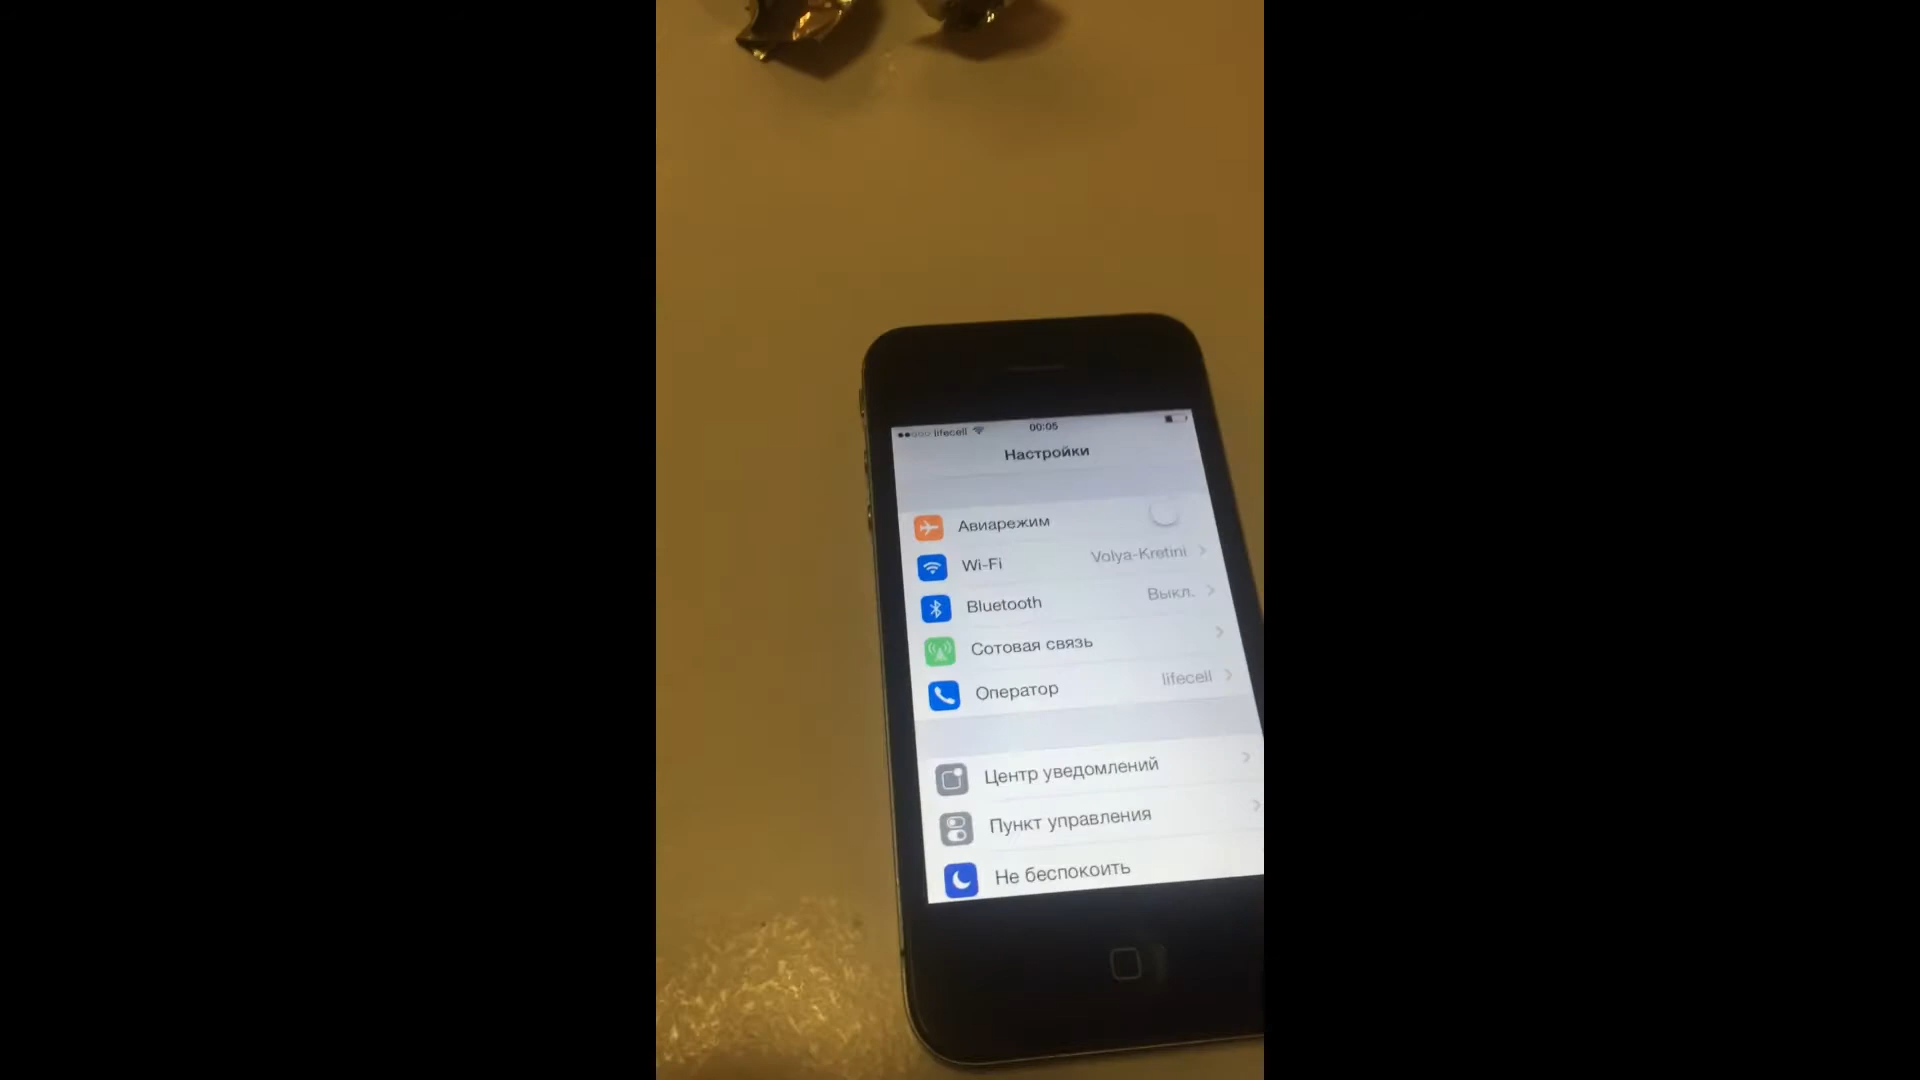 lifecell 00:05
Настройки
Авиарежим
Wi-Fi Volya-Kretini
Bluetooth Выкл.
Сотовая связь
Оператор lifecell
Центр уведомлений
Пункт управления
Не беспокоить